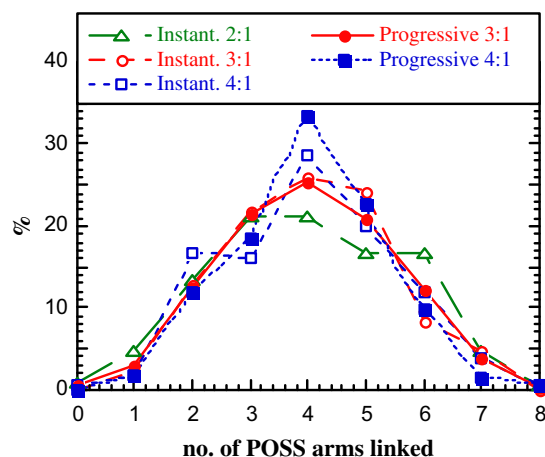 40
Instant. 2:1 Progressive 3:1
Instant. 3:1 Progressive 4:1
Instant. 4:1
30
20
10
0
%
0 1 2 3 4 5 6 7 8
no. of POSS arms linked